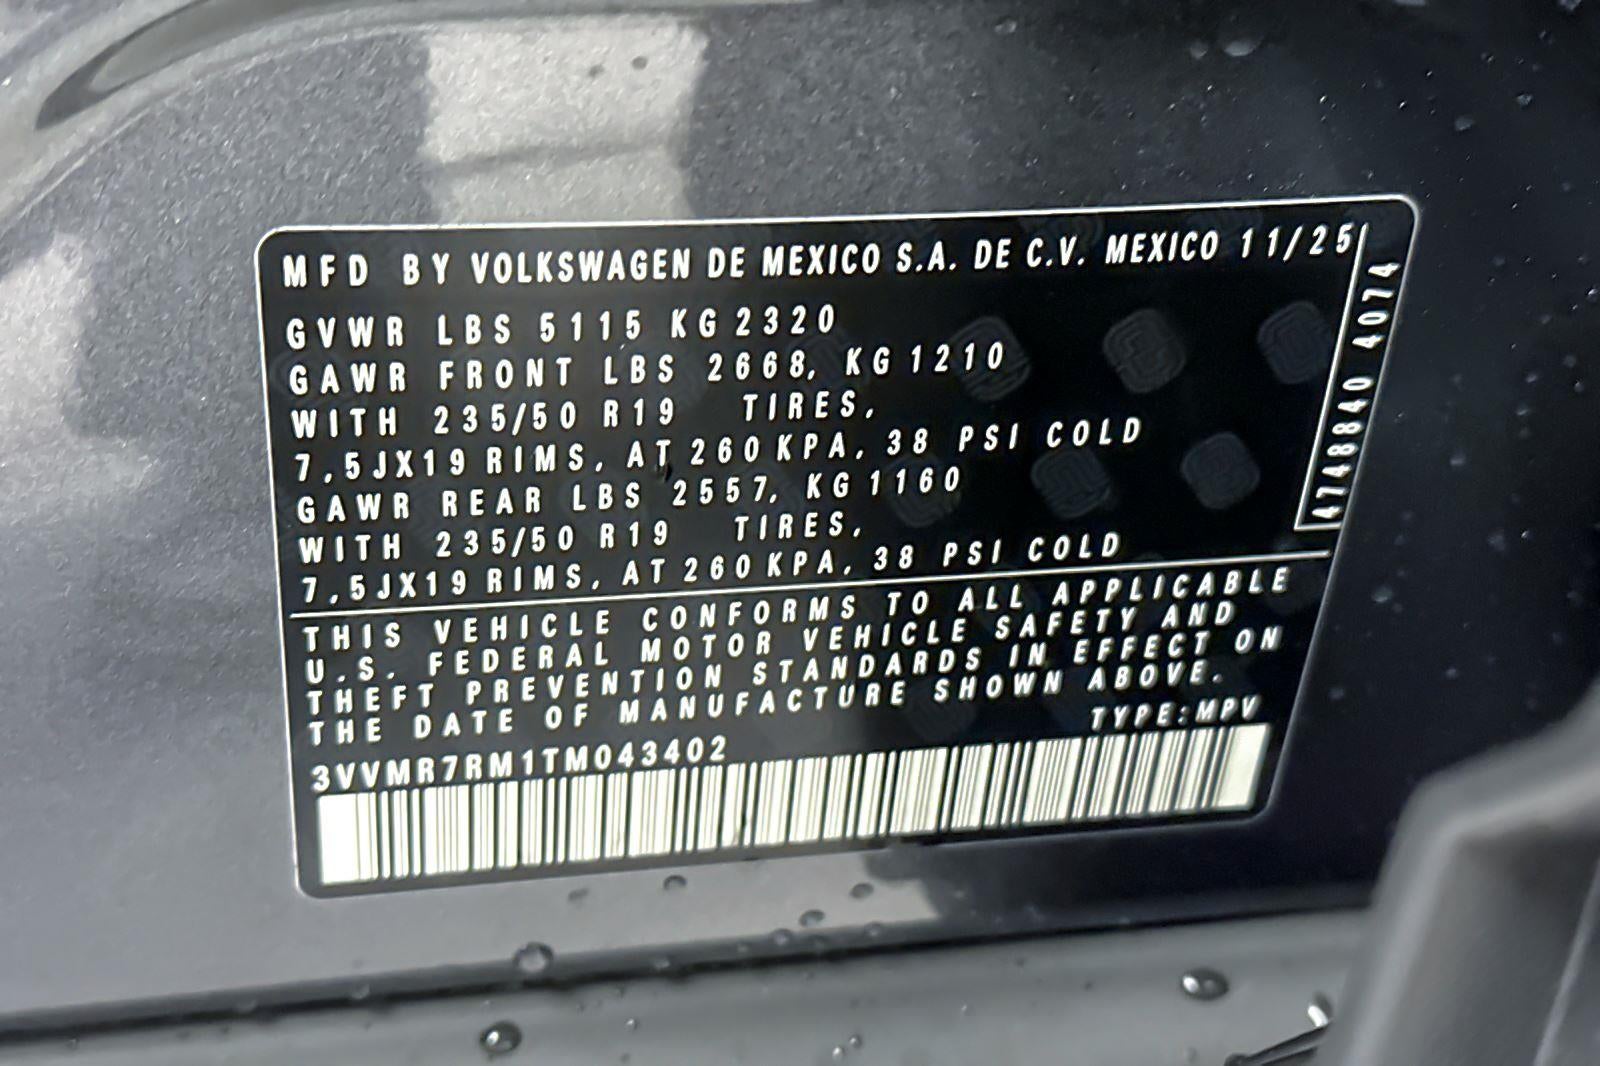 MFD BY VOLKSWAGEN DE MEXICO S.A. DE C.V. MEXICO 11/25
GVWR LBS 5115 KG 2320
GAWR FRONT LBS 2668, KG 1210
WITH 235/50 R19 TIRES,
7,5JX19 RIMS, AT 260 KPA, 38 PSI COLD
GAWR REAR LBS 2557, KG 1160
WITH 235/50 R19 TIRES,
7,5JX19 RIMS, AT 260 KPA, 38 PSI COLD
4748840 4074
THIS VEHICLE CONFORMS TO ALL APPLICABLE
U.S. FEDERAL MOTOR VEHICLE SAFETY AND
THEFT PREVENTION STANDARDS IN EFFECT ON
THE DATE OF MANUFACTURE SHOWN ABOVE.
TYPE:MPV
3VVMR7RM1TM043402